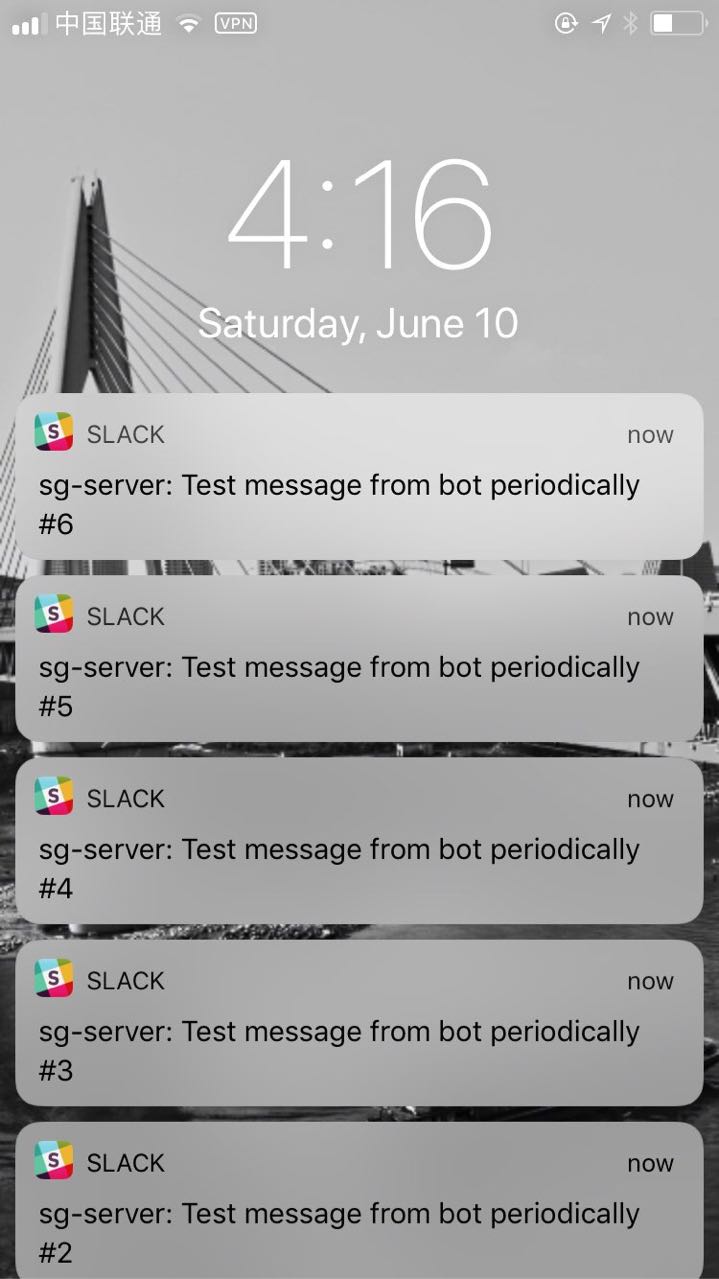 中国联通 VPN
4:16
Saturday, June 10
S SLACK now
sg-server: Test message from bot periodically
#6
S SLACK now
sg-server: Test message from bot periodically
#5
S SLACK now
sg-server: Test message from bot periodically
#4
S SLACK now
sg-server: Test message from bot periodically
#3
S SLACK now
sg-server: Test message from bot periodically
#2